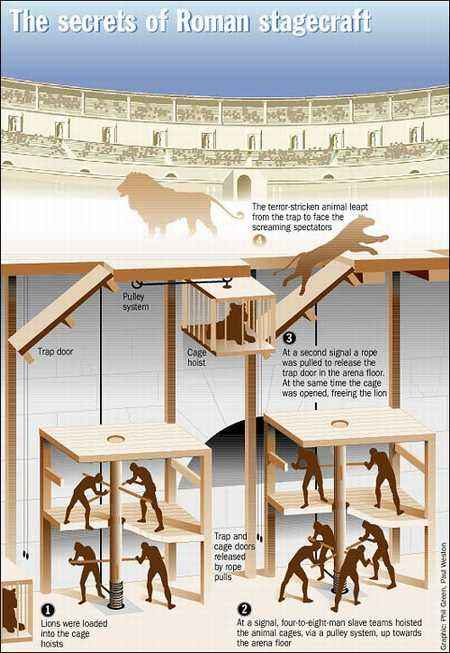 The secrets of Roman stagecraft
The terror-stricken animal leapt
from the trap to face the
screaming spectators
4
Pulley
system
Trap door
Cage
hoist
3
At a second signal a rope
was pulled to release the
trap door in the arena floor.
At the same time the cage
was opened, freeing the lion
Trap and
cage doors
released
by rope
pulls
1
Lions were loaded
into the cage
hoists
2
At a signal, four-to-eight-man slave teams hoisted
the animal cages, via a pulley system, up towards
the arena floor
Graphic: Phil Green, Paul Weston